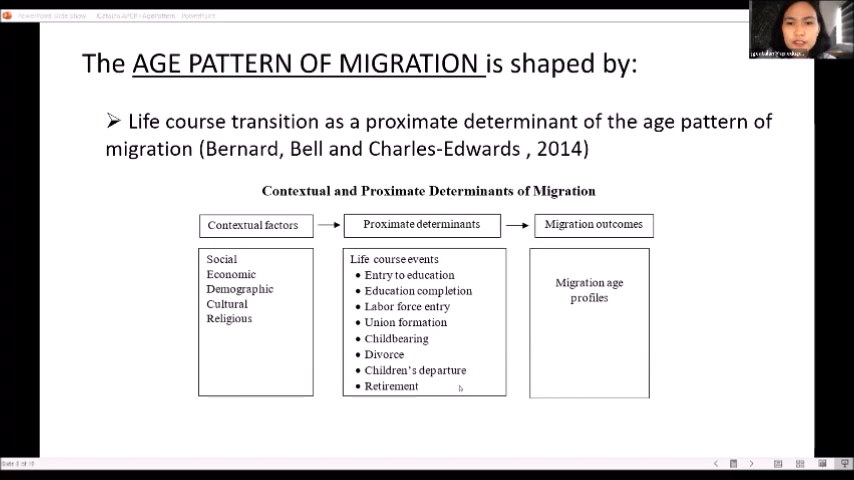 PowerPoint Slide Show
PowerPoint
The AGE PATTERN OF MIGRATION is shaped by:
➢ Life course transition as a proximate determinant of the age pattern of
migration (Bernard, Bell and Charles-Edwards , 2014)
Contextual and Proximate Determinants of Migration
Contextual factors
Proximate determinants
Migration outcomes
Social
Economic
Demographic
Cultural
Religious
Life course events
• Entry to education
• Education completion
• Labor force entry
• Union formation
• Childbearing
• Divorce
• Children's departure
• Retirement
Migration age
profiles